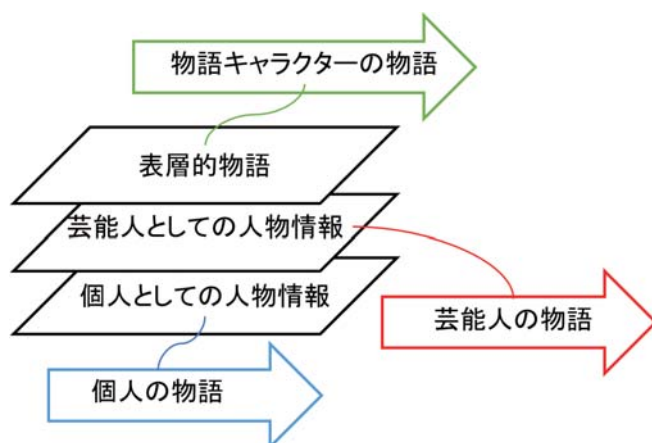 物語キャラクターの物語
表層的物語
芸能人としての人物情報
個人としての人物情報
芸能人の物語
個人の物語